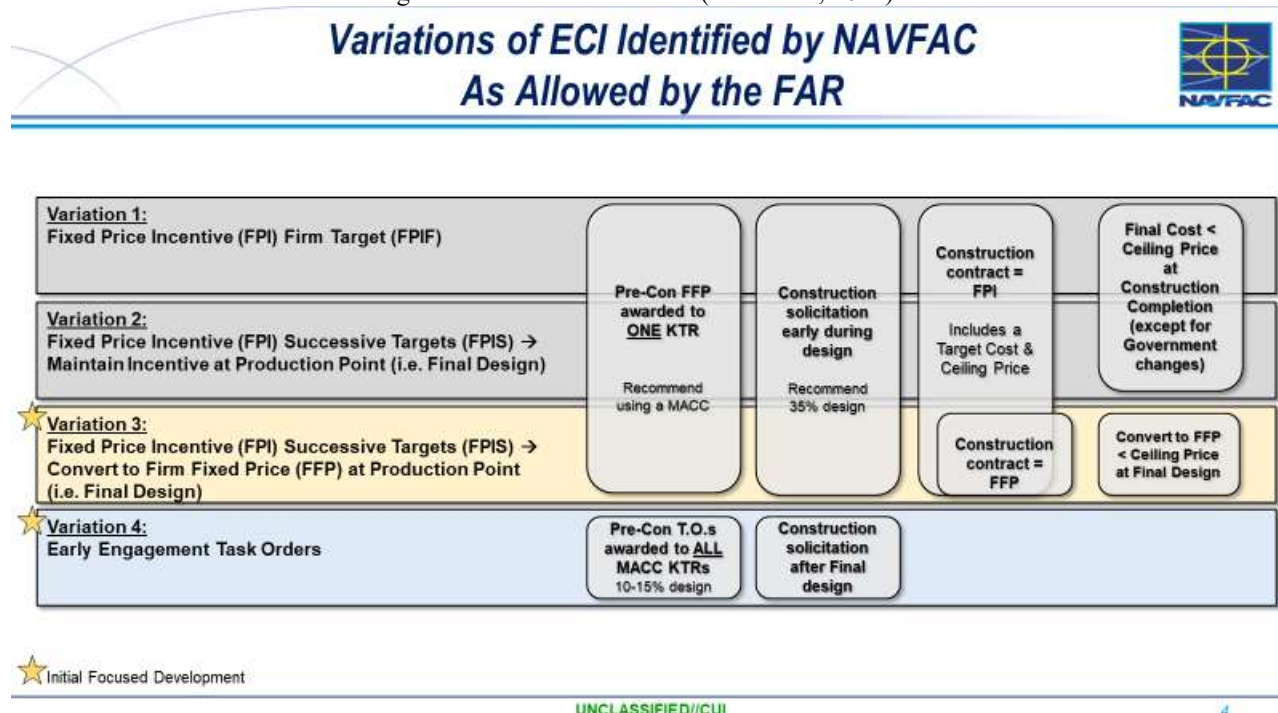 Variations of ECI Identified by NAVFAC
As Allowed by the FAR
NAVFAC
Variation 1:
Fixed Price Incentive (FPI) Firm Target (FPIF)
Variation 2:
Fixed Price Incentive (FPI) Successive Targets (FPIS) →
Maintain Incentive at Production Point (i.e. Final Design)
Variation 3:
Fixed Price Incentive (FPI) Successive Targets (FPIS) →
Convert to Firm Fixed Price (FFP) at Production Point
(i.e. Final Design)
Variation 4:
Early Engagement Task Orders
Pre-Con FFP
awarded to
ONE KTR
Recommend
using a MACC
Construction
solicitation
early during
design
Recommend
35% design
Construction
contract =
FPI
Includes a
Target Cost &
Ceiling Price
Final Cost <
Ceiling Price
at
Construction
Completion
(except for
Government
changes)
Construction
contract =
FFP
Convert to FFP
< Ceiling Price
at Final Design
Pre-Con T.O.s
awarded to ALL
MACC KTRs
10-15% design
Construction
solicitation
after Final
design
Initial Focused Development
UNCLASSIFIED//CUI
4